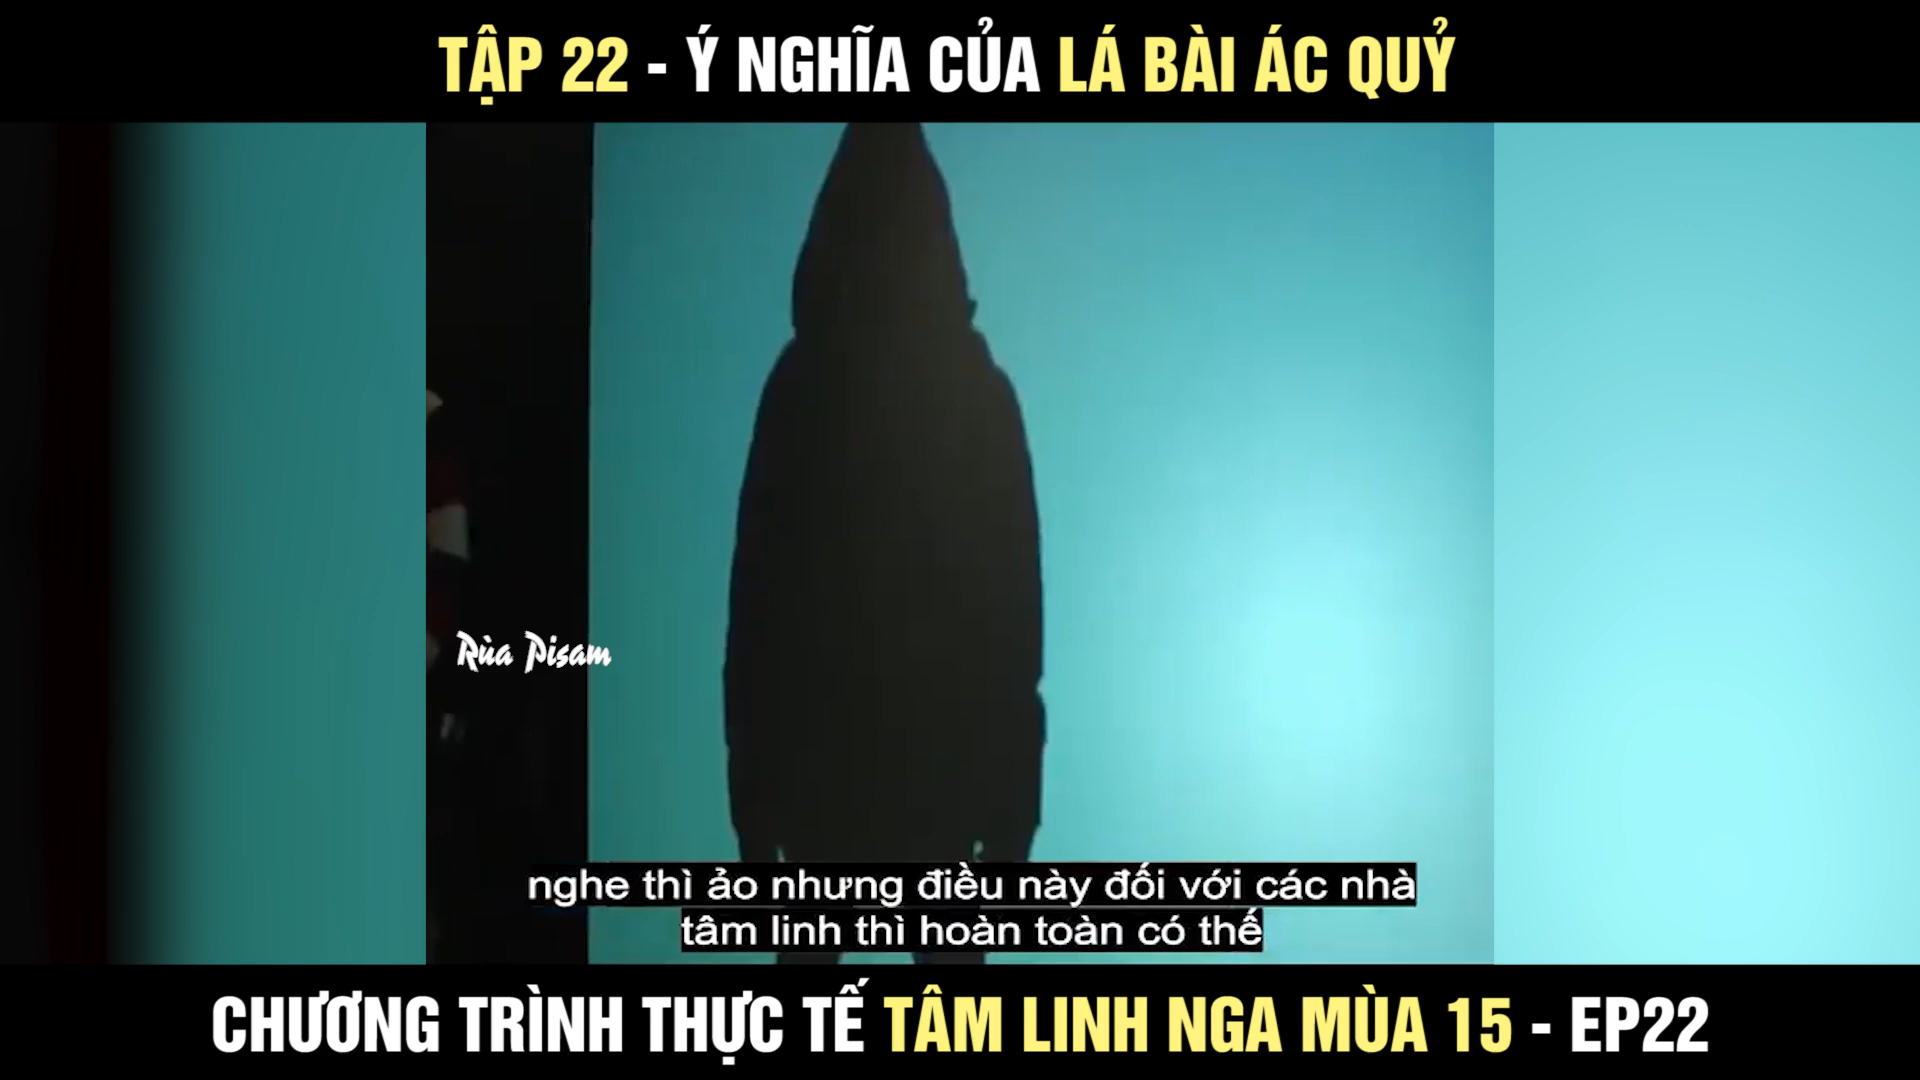 TẬP 22 - Ý NGHĨA CỦA LÁ BÀI ÁC QUỶ
Rùa Pisam
nghe thì ảo nhưng điều này đối với các nhà
tâm linh thì hoàn toàn có thể
CHƯƠNG TRÌNH THỰC TẾ TÂM LINH NGA MÙA 15 - EP22